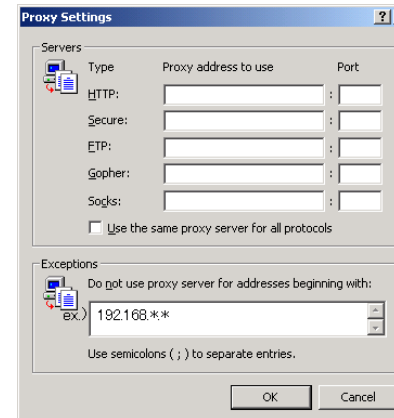 Proxy Settings ?
Servers
Type Proxy address to use Port
HTTP: :
Secure: :
FTP: :
Gopher: :
Socks: :
Use the same proxy server for all protocols
Exceptions
Do not use proxy server for addresses beginning with:
ex.) 192.168.*.*
Use semicolons ( ; ) to separate entries.
OK Cancel